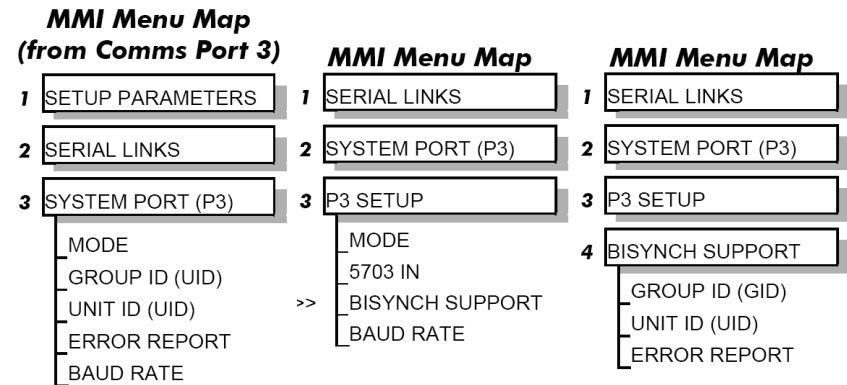 MMI Menu Map
(from Comms Port 3)
1 SETUP PARAMETERS
2 SERIAL LINKS
3 SYSTEM PORT (P3)
MODE
GROUP ID (UID)
UNIT ID (UID)
ERROR REPORT
BAUD RATE
MMI Menu Map
1 SERIAL LINKS
2 SYSTEM PORT (P3)
3 P3 SETUP
MODE
5703 IN
>> BISYNCH SUPPORT
BAUD RATE
MMI Menu Map
1 SERIAL LINKS
2 SYSTEM PORT (P3)
3 P3 SETUP
4 BISYNCH SUPPORT
GROUP ID (GID)
UNIT ID (UID)
ERROR REPORT